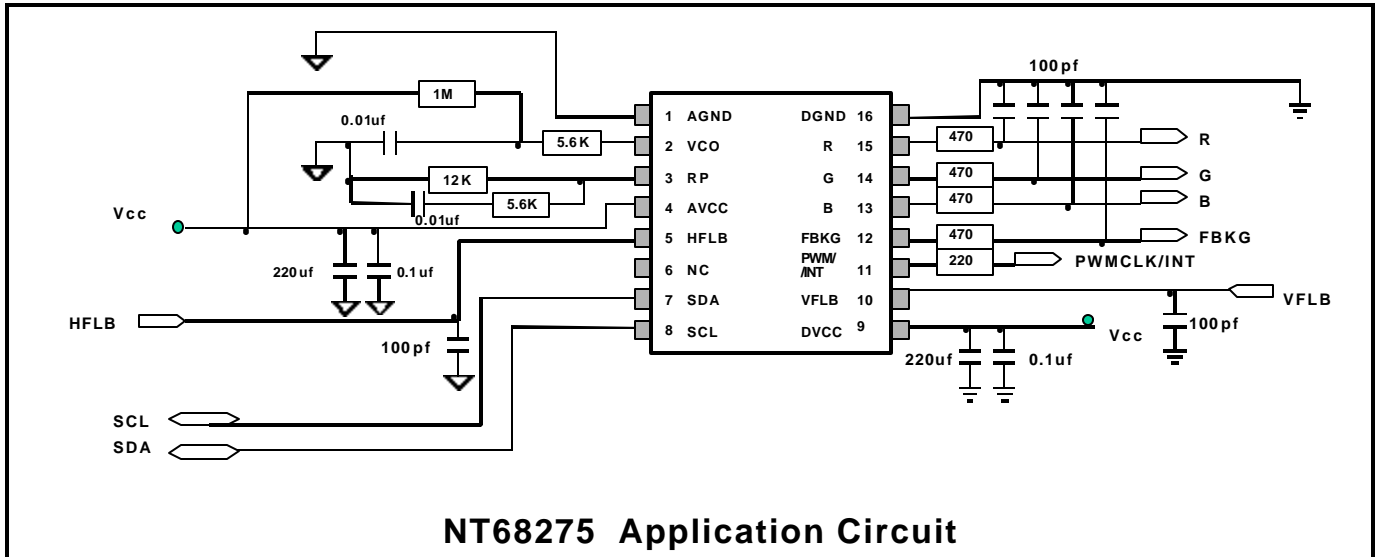 100pf
1M
0.01uf
5.6K
12K
5.6K
0.01uf
Vcc
220uf
0.1uf
HFLB
100pf
SCL
SDA
1 AGND
2 VCO
3 RP
4 AVCC
5 HFLB
6 NC
7 SDA
8 SCL
DGND 16
R 15
G 14
B 13
FBKG 12
PWM/
/INT 11
VFLB 10
DVCC 9
470
R
470
G
470
B
470
FBKG
220
PWMCLK/INT
VFLB
100pf
Vcc
220uf
0.1uf
NT68275 Application Circuit